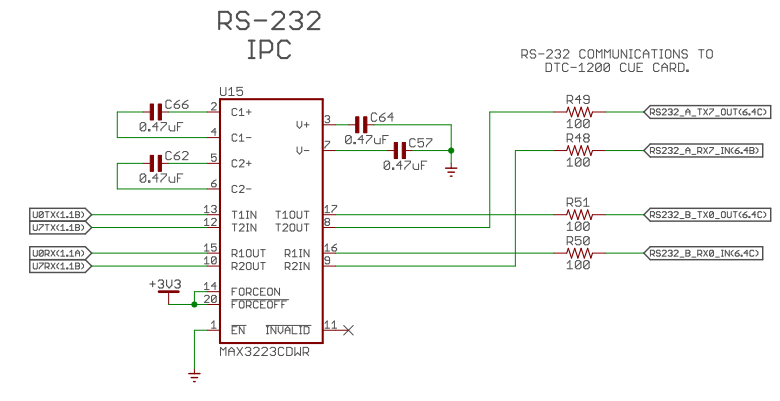 RS-232
IPC
RS-232 COMMUNICATIONS TO
DTC-1200 CUE CARD.
U15
C66
0.47uF
C62
0.47uF
2 C1+
4 C1-
5 C2+
6 C2-
V+ 3
V- 7
C64
0.47uF
C57
0.47uF
R49
100
RS232_A_TX7_OUT(6.4C)
R48
100
RS232_A_RX7_IN(6.4B)
U0TX(1.1B) 13 T1IN T1OUT 17
U7TX(1.1B) 12 T2IN T2OUT 8
R51
100
RS232_B_TX0_OUT(6.4C)
U0RX(1.1A) 15 R1OUT R1IN 16
U7RX(1.1B) 10 R2OUT R2IN 9
R50
100
RS232_B_RX0_IN(6.4C)
+3V3
14 FORCEON
20 FORCEOFF
1 EN INVALID 11
MAX3223CDWR